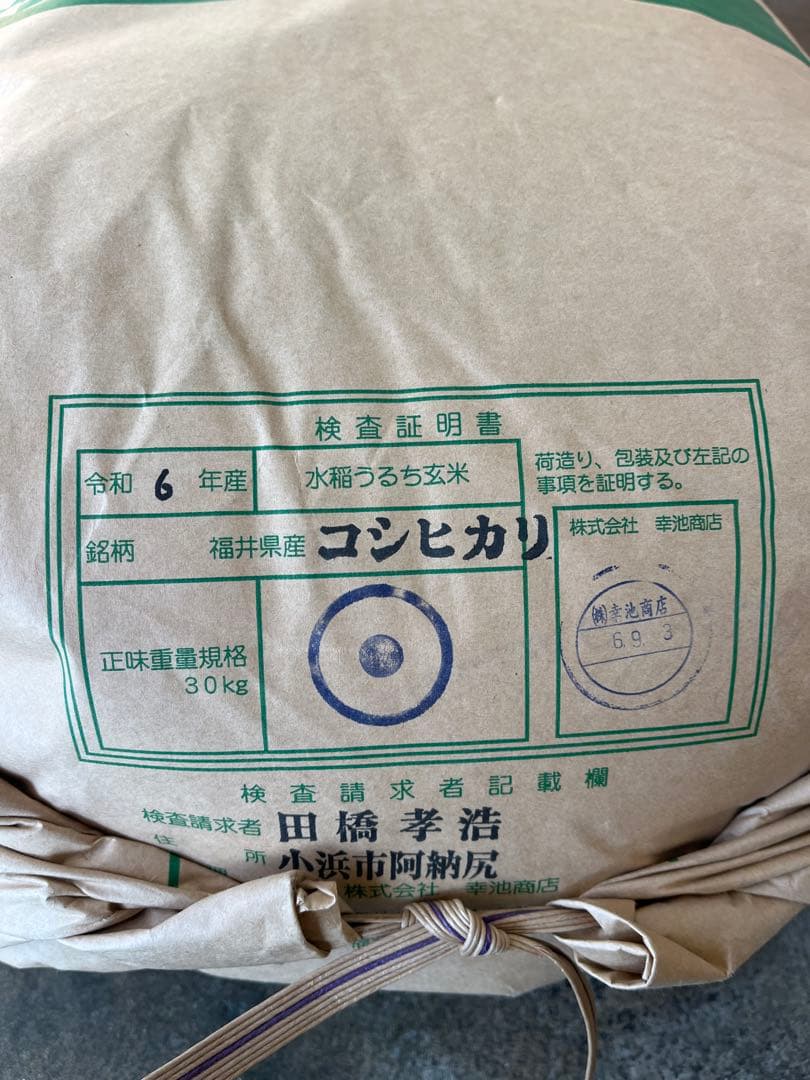 検査証明書
令和 6 年産
水稲うるち玄米
銘柄 福井県産 コシヒカリ
正味重量規格
30kg
荷造り、包装及び左記の
事項を証明する。
株式会社 幸池商店
㈱幸池商店
6.9.3
検査請求者記載欄
検査請求者 田橋孝浩
住所 小浜市阿納尻
株式会社 幸池商店